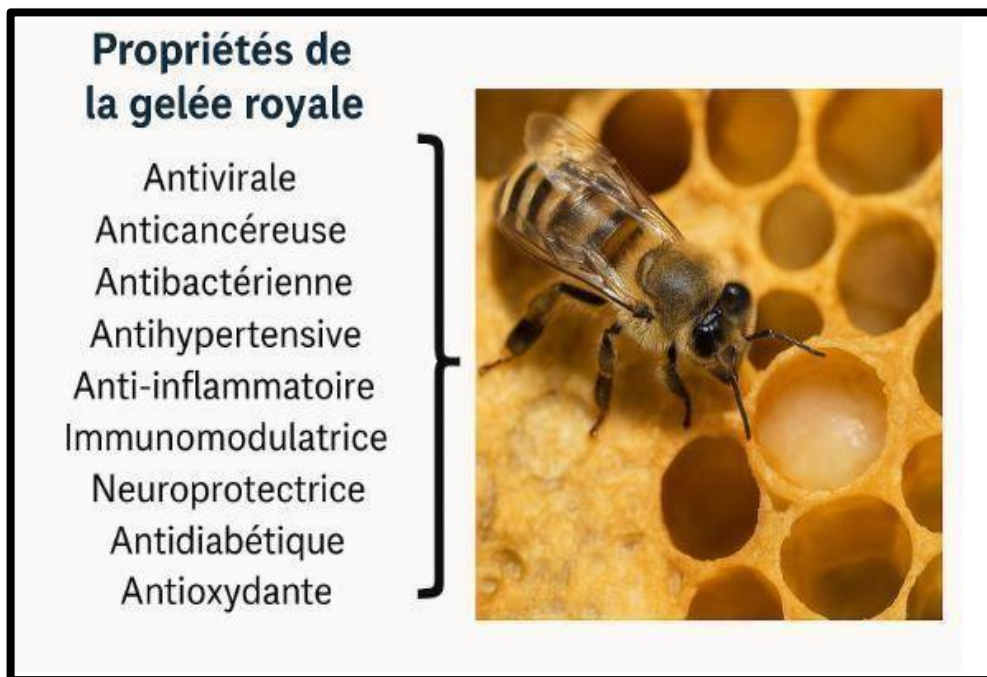 Propriétés de
la gelée royale
Antivirale
Anticancéreuse
Antibactérienne
Antihypertensive
Anti-inflammatoire
Immunomodulatrice
Neuroprotectrice
Antidiabétique
Antioxydante